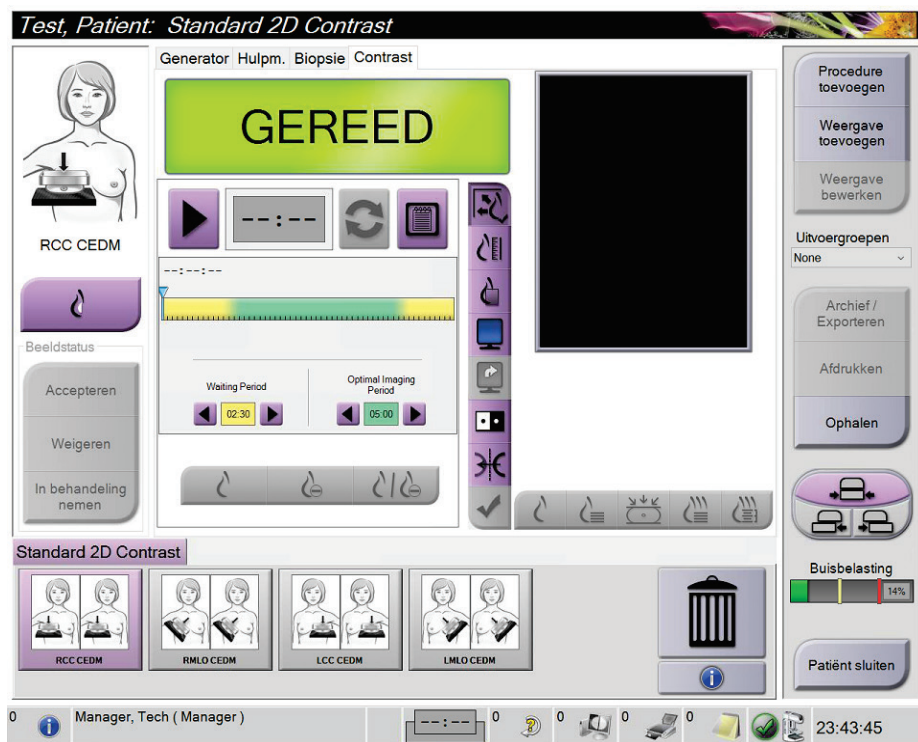 Test, Patient:  Standard 2D Contrast
Generator Hulpm. Biopsie Contrast
GEREED
RCC CEDM
--:--
--:--:--
Waiting Period
Optimal Imaging
Period
02:30
05:00
Beeldstatus
Accepteren
Weigeren
In behandeling
nemen
Procedure
toevoegen
Weergave
toevoegen
Weergave
bewerken
Uitvoergroepen
None
Archief /
Exporteren
Afdrukken
Ophalen
Buisbelasting
14%
Patiënt sluiten
Standard 2D Contrast
RCC CEDM
RMLO CEDM
LCC CEDM
LMLO CEDM
0
Manager, Tech ( Manager )
--:--
0
0
0
0
23:43:45